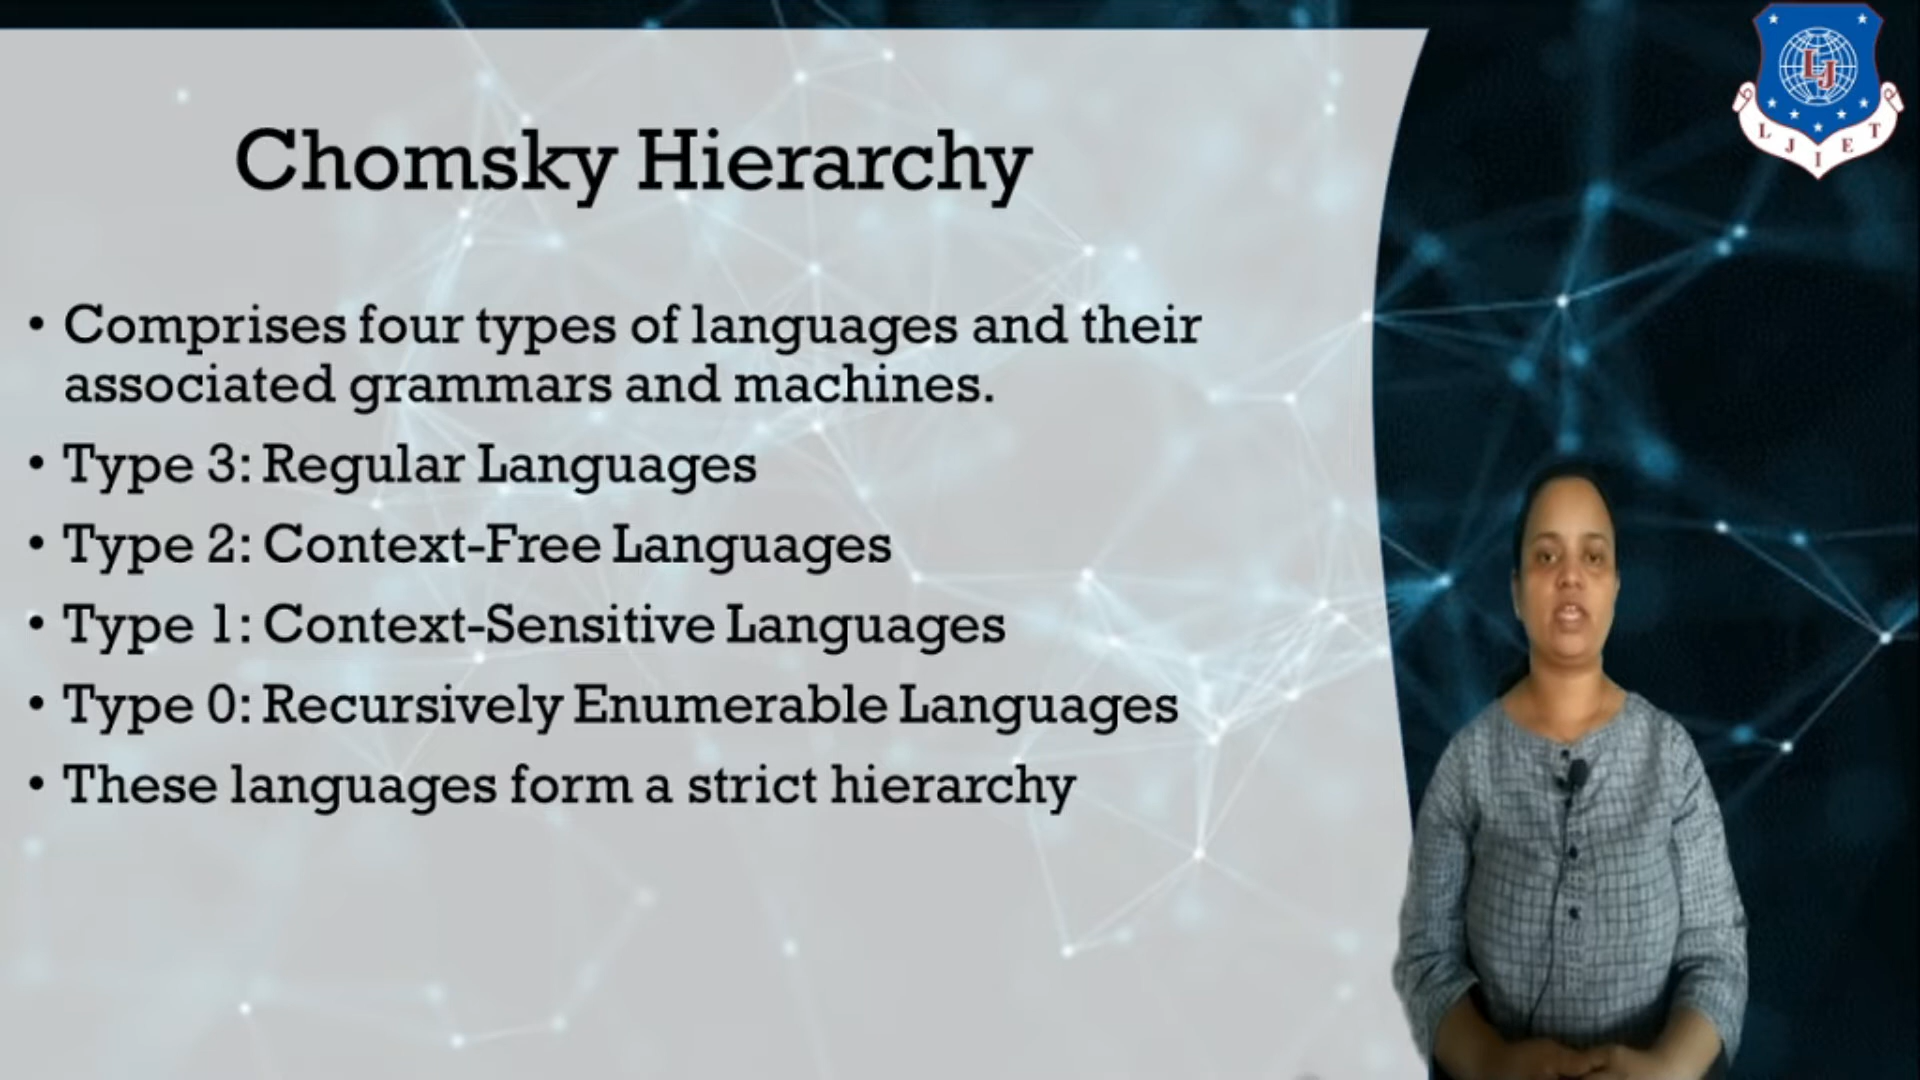 Chomsky Hierarchy
• Comprises four types of languages and their
associated grammars and machines.
• Type 3: Regular Languages
• Type 2: Context-Free Languages
• Type 1: Context-Sensitive Languages
• Type 0: Recursively Enumerable Languages
• These languages form a strict hierarchy
LJ
L J I E T